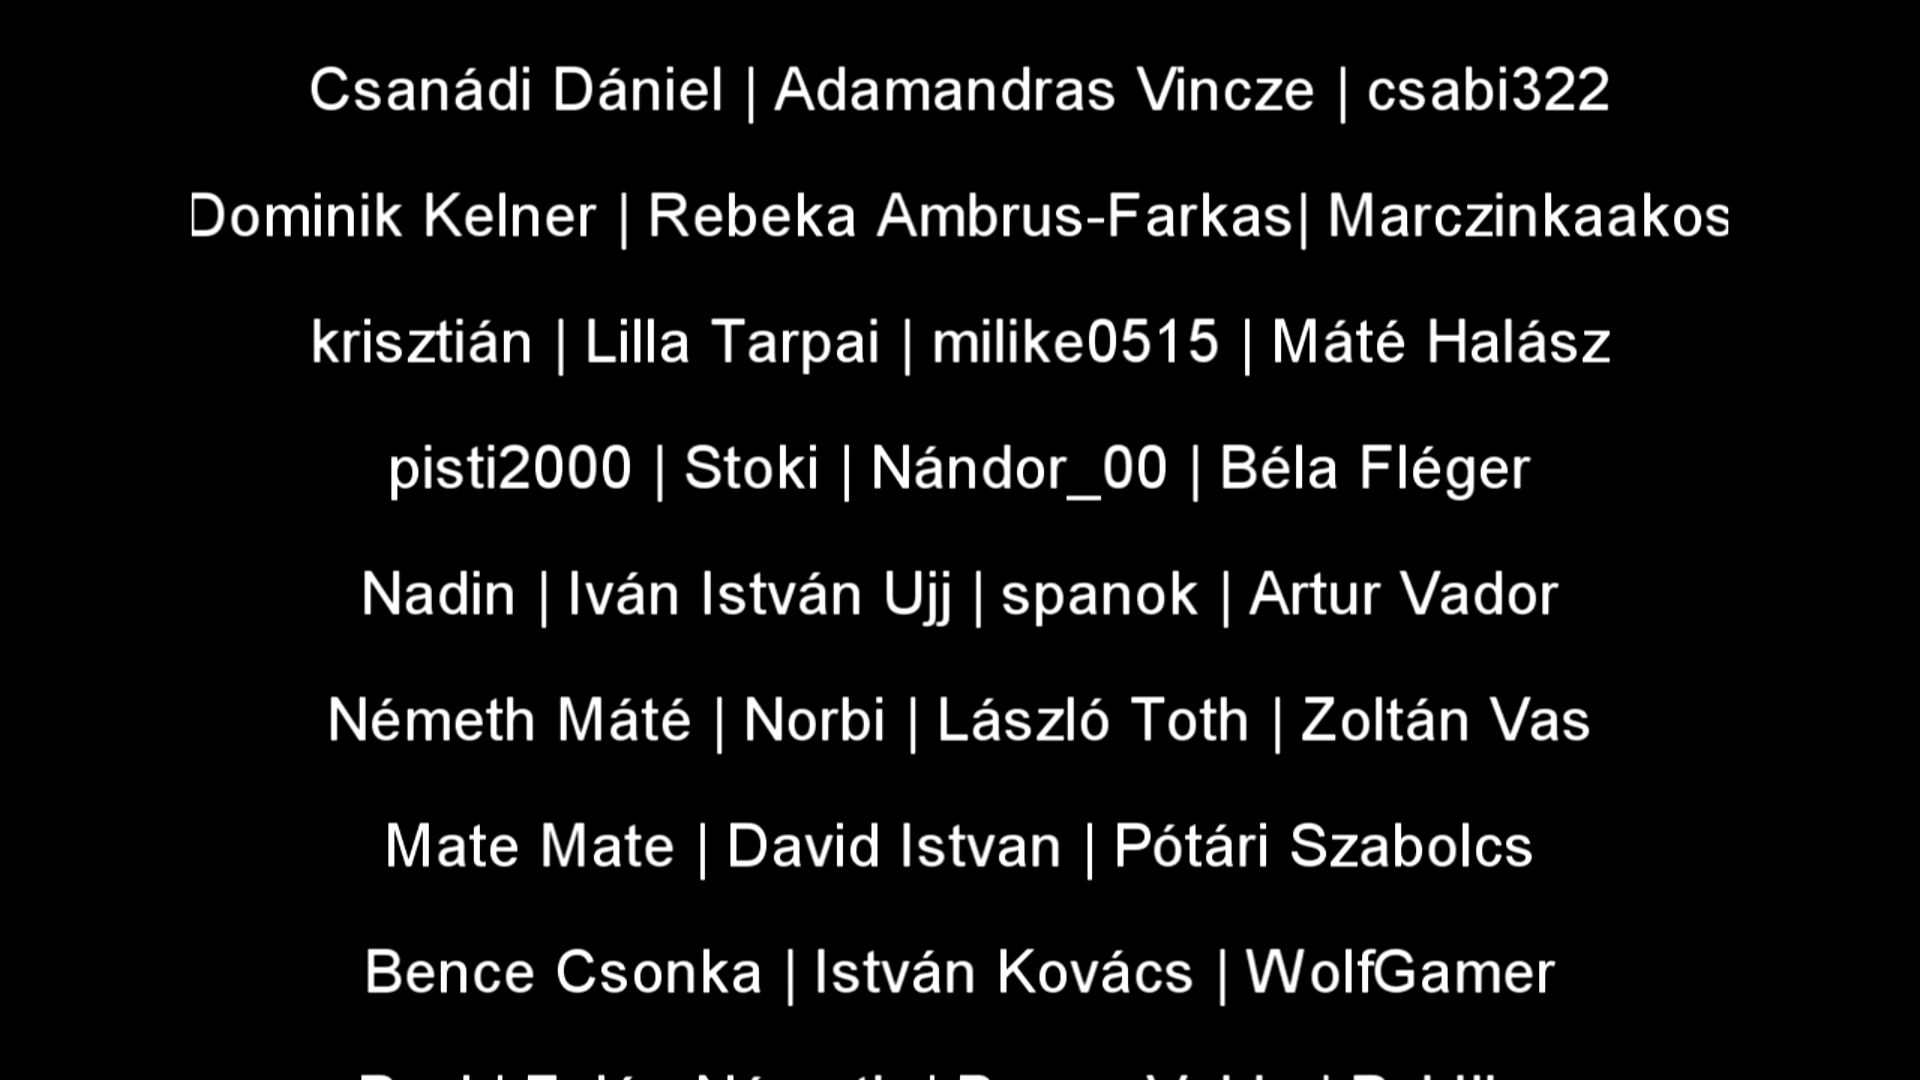 Csanádi Dániel | Adamandras Vincze | csabi322
Dominik Kelner | Rebeka Ambrus-Farkas| Marczinkaakos
krisztián | Lilla Tarpai | milike0515 | Máté Halász
pisti2000 | Stoki | Nándor_00 | Béla Fléger
Nadin | Iván István Ujj | spanok | Artur Vador
Németh Máté | Norbi | László Toth | Zoltán Vas
Mate Mate | David Istvan | Pótári Szabolcs
Bence Csonka | István Kovács | WolfGamer